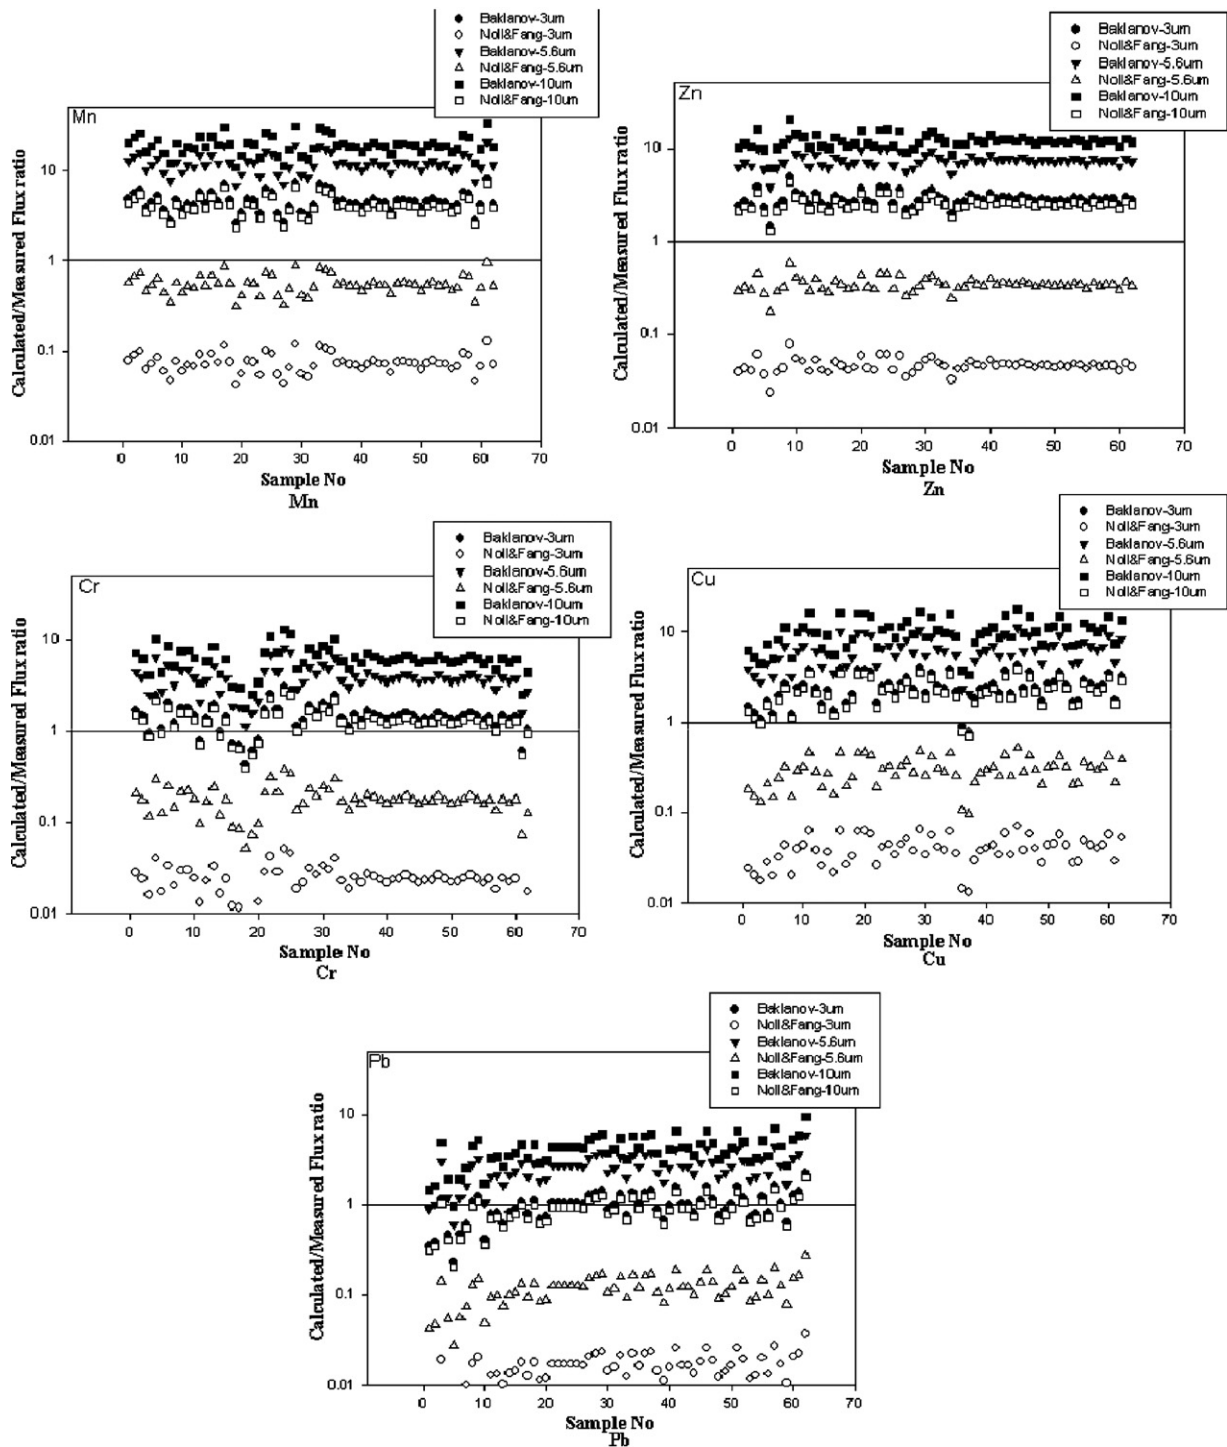 Baklanov-3um
Noll&Fang-3um
Baklanov-5.6um
Noll&Fang-5.6um
Baklanov-10um
Noll&Fang-10um
Mn
Calculated/Measured Flux ratio
10
1
0.1
0.01
0 10 20 30 40 50 60 70
Sample No
Mn
Baklanov-3um
Noll&Fang-3um
Baklanov-5.6um
Noll&Fang-5.6um
Baklanov-10um
Noll&Fang-10um
Zn
Calculated/Measured Flux ratio
10
1
0.1
0.01
0 10 20 30 40 50 60 70
Sample No
Zn
Baklanov-3um
Noll&Fang-3um
Baklanov-5.6um
Noll&Fang-5.6um
Baklanov-10um
Noll&Fang-10um
Cr
Calculated/Measured Flux ratio
10
1
0.1
0.01
0 10 20 30 40 50 60 70
Sample No
Cr
Baklanov-3um
Noll&Fang-3um
Baklanov-5.6um
Noll&Fang-5.6um
Baklanov-10um
Noll&Fang-10um
Cu
Calculated/Measured Flux ratio
10
1
0.1
0.01
0 10 20 30 40 50 60 70
Sample No
Cu
Baklanov-3um
Noll&Fang-3um
Baklanov-5.6um
Noll&Fang-5.6um
Baklanov-10um
Noll&Fang-10um
Pb
Calculated/Measured Flux ratio
10
1
0.1
0.01
0 10 20 30 40 50 60 70
Sample No
Pb